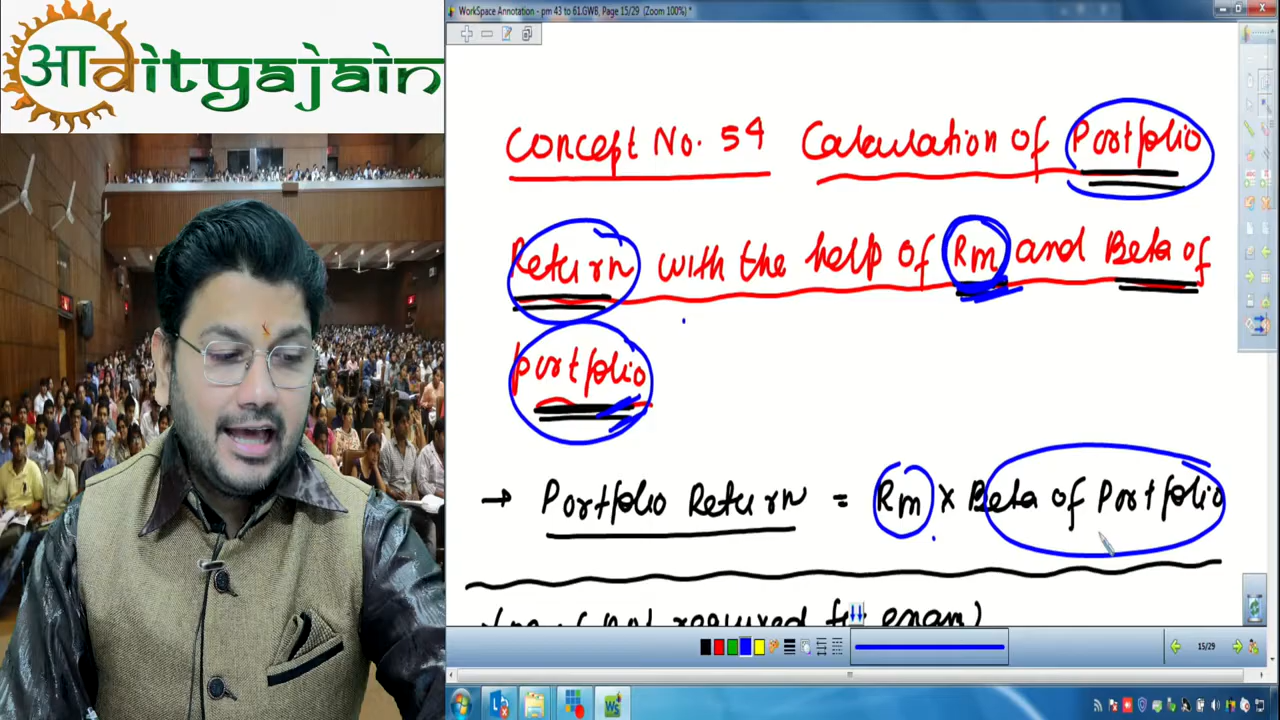 आdityajain
WorkSpace Annotation - pm 43 to 61.GWB, Page 15/29 (Zoom 100%) *
Concept No. 54 Calculation of Portfolio
Return with the help of Rm and Beta of
portfolio
→ Portfolio Return = Rm × Beta of Portfolio
not required for exam)
15/29